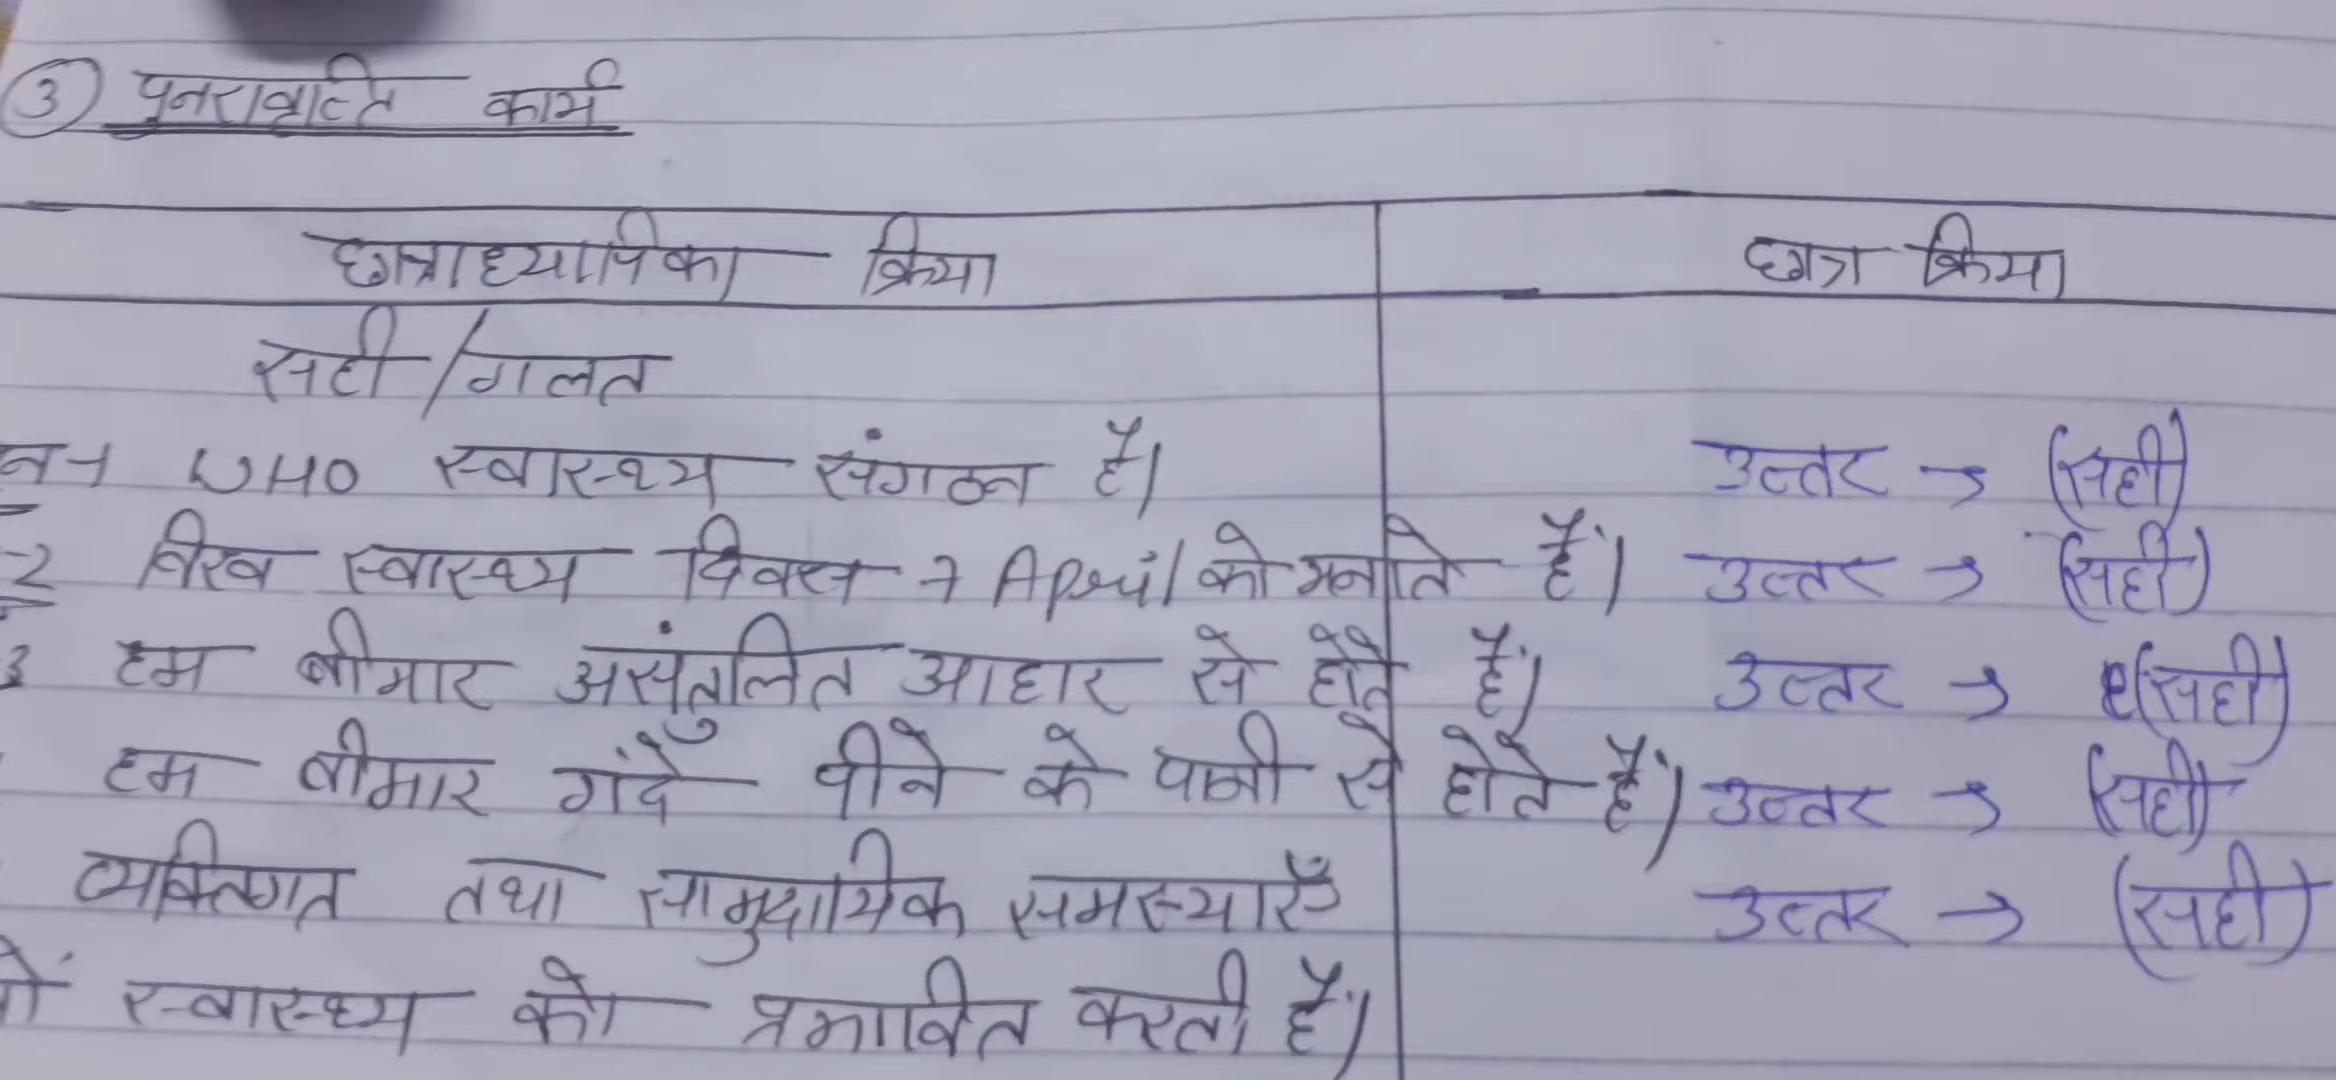 ③ पुनरावृत्ति कार्य
छात्राध्यापिका क्रिया छात्र क्रिया
सही/गलत
न-1 WHO स्वास्थ्य संगठन है। उत्तर → (सही)
-2 विश्व स्वास्थ्य दिवस 7 April को मनाते हैं। उत्तर → (सही)
3 हम बीमार असंतुलित आहार से होते हैं। उत्तर → (सही)
हम बीमार गंदे पीने के पानी से होते हैं। उत्तर → (सही)
व्यक्तिगत तथा सामुदायिक समस्याएँ उत्तर → (सही)
स्वास्थ्य को प्रभावित करती हैं।